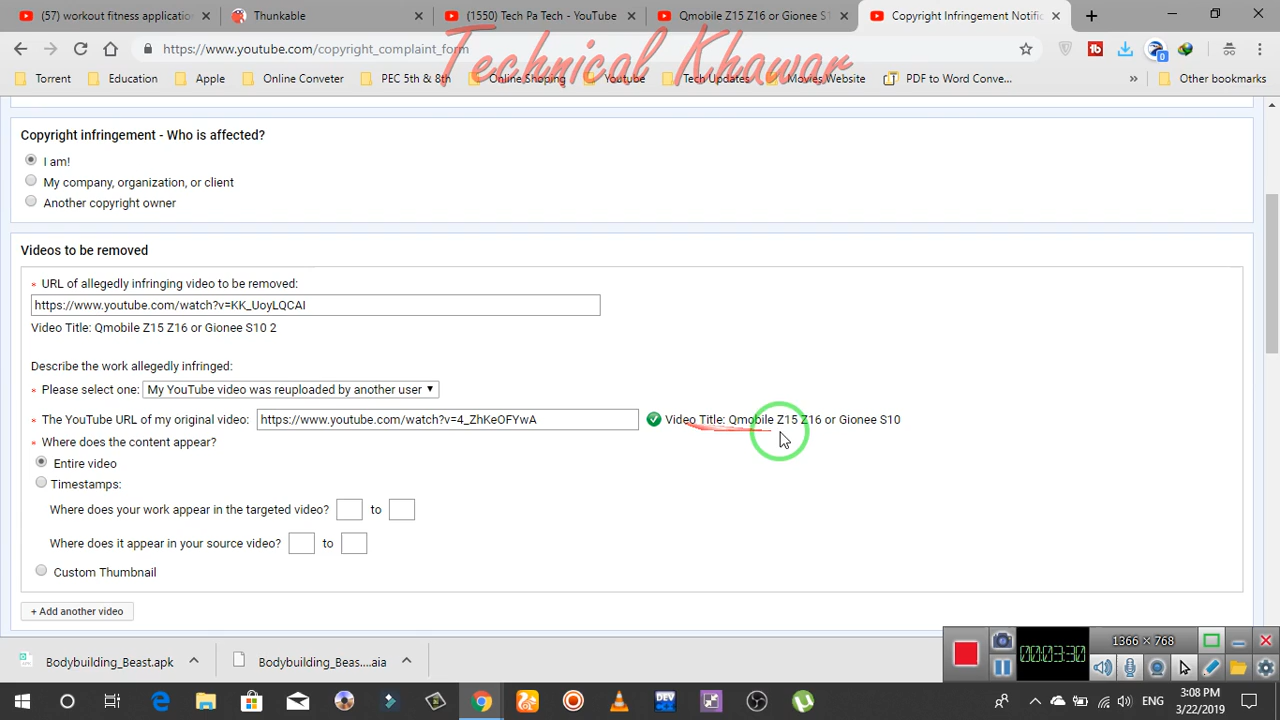 (57) workout fitness application
Thunkable
(1550) Tech Pa Tech - YouTube
Qmobile Z15 Z16 or Gionee S1
Copyright Infringement Notific
https://www.youtube.com/copyright_complaint_form
Technical Khawar
Torrent
Education
Apple
Online Conveter
PEC 5th & 8th
Online Shoping
Youtube
Tech Updates
Movies Website
PDF to Word Conve...
Other bookmarks
Copyright infringement - Who is affected?
I am!
My company, organization, or client
Another copyright owner
Videos to be removed
* URL of allegedly infringing video to be removed:
https://www.youtube.com/watch?v=KK_UoyLQCAI
Video Title: Qmobile Z15 Z16 or Gionee S10 2
Describe the work allegedly infringed:
* Please select one: My YouTube video was reuploaded by another user
* The YouTube URL of my original video: https://www.youtube.com/watch?v=4_ZhKeOFYwA Video Title: Qmobile Z15 Z16 or Gionee S10
* Where does the content appear?
Entire video
Timestamps:
Where does your work appear in the targeted video? to
Where does it appear in your source video? to
Custom Thumbnail
+ Add another video
00:03:30
1366 × 768
Bodybuilding_Beast.apk
Bodybuilding_Beas....aia
ENG
3:08 PM
3/22/2019